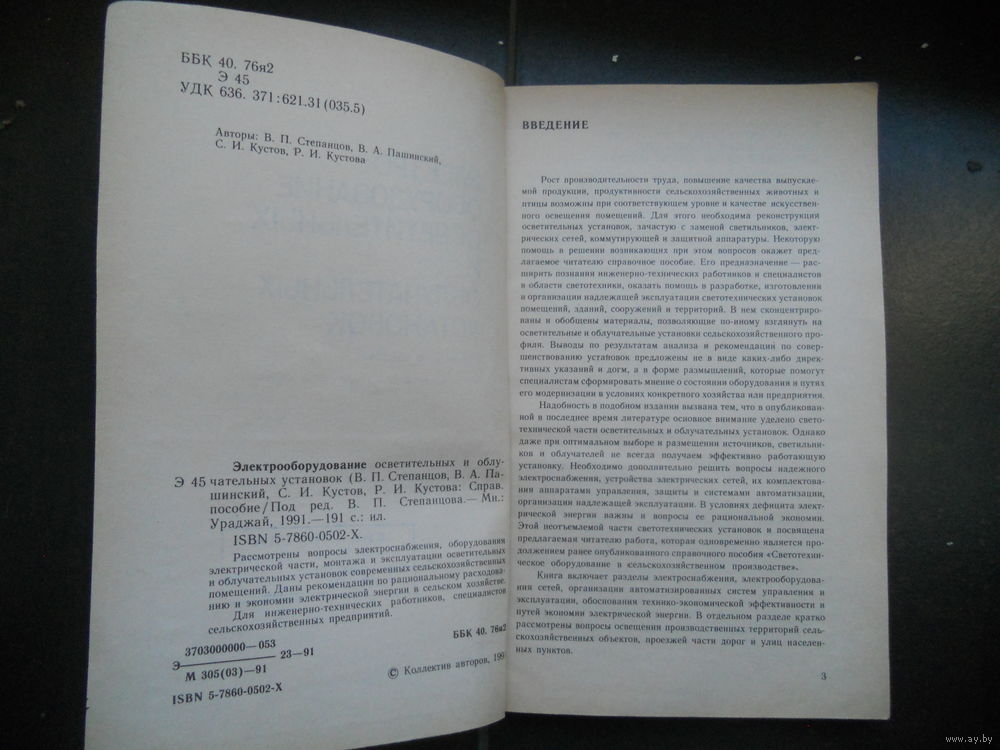 ББК 40. 76я2
Э 45
УДК 636. 371:621.31(035.5)
Авторы: В. П. Степанцов, В. А. Пашинский,
С. И. Кустов, Р. И. Кустова
Электрооборудование осветительных и облу-
Э 45 чательных установок (В. П. Степанцов, В. А. Па-
шинский, С. И. Кустов, Р. И. Кустова: Справ.
пособие/Под ред. В. П. Степанцова.— Мн.:
Ураджай, 1991.—191 с.: ил.
ISBN 5-7860-0502-X.
Рассмотрены вопросы электроснабжения, оборудования
электрической части, монтажа и эксплуатации осветительных
и облучательных установок современных сельскохозяйственных
помещений. Даны рекомендации по рациональному расходова-
нию и экономии электрической энергии в сельском хозяйстве.
Для инженерно-технических работников, специалистов
сельскохозяйственных предприятий.
3703000000—053
Э 23—91
М 305(03)—91
ББК 40. 76я2
ISBN 5-7860-0502-X
© Коллектив авторов, 199
ВВЕДЕНИЕ
Рост производительности труда, повышение качества выпускае-
мой продукции, продуктивности сельскохозяйственных животных и
птицы возможны при соответствующем уровне и качестве искусствен-
ного освещения помещений. Для этого необходима реконструкция
осветительных установок, зачастую с заменой светильников, элект-
рических сетей, коммутирующей и защитной аппаратуры. Некоторую
помощь в решении возникающих при этом вопросов окажет пред-
лагаемое читателю справочное пособие. Его предназначение — рас-
ширить познания инженерно-технических работников и специалистов
в области светотехники, оказать помощь в разработке, изготовлении
и организации надлежащей эксплуатации светотехнических установок
помещений, зданий, сооружений и территорий. В нем сконцентриро-
ваны и обобщены материалы, позволяющие по-иному взглянуть на
осветительные и облучательные установки сельскохозяйственного про-
филя. Выводы по результатам анализа и рекомендации по совер-
шенствованию установок предложены не в виде каких-либо дирек-
тивных указаний и догм, а в форме размышлений, которые помогут
специалистам сформировать мнение о состоянии оборудования и путях
его модернизации в условиях конкретного хозяйства или предприятия.
Надобность в подобном издании вызвана тем, что в опубликован-
ной в последнее время литературе основное внимание уделено свето-
технической части осветительных и облучательных установок. Однако
даже при оптимальном выборе и размещении источников, светильни-
ков и облучателей не всегда получаем эффективно работающую
установку. Необходимо дополнительно решить вопросы надежного
электроснабжения, устройства электрических сетей, их комплектова-
ния аппаратами управления, защиты и системами автоматизации,
организации надлежащей эксплуатации. В условиях дефицита элект-
рической энергии важны и вопросы ее рациональной экономии.
Этой неотъемлемой части светотехнических установок и посвящена
предлагаемая читателю работа, которая одновременно является про-
должением ранее опубликованного справочного пособия «Светотех-
ническое оборудование в сельскохозяйственном производстве».
Книга включает разделы электроснабжения, электрооборудова-
ния сетей, организации автоматизированных систем управления и
эксплуатации, обоснования технико-экономической эффективности и
путей экономии электрической энергии. В отдельном разделе кратко
рассмотрены вопросы освещения производственных территорий сель-
скохозяйственных объектов, проезжей части дорог и улиц населен-
ных пунктов.
3
www.ay.by